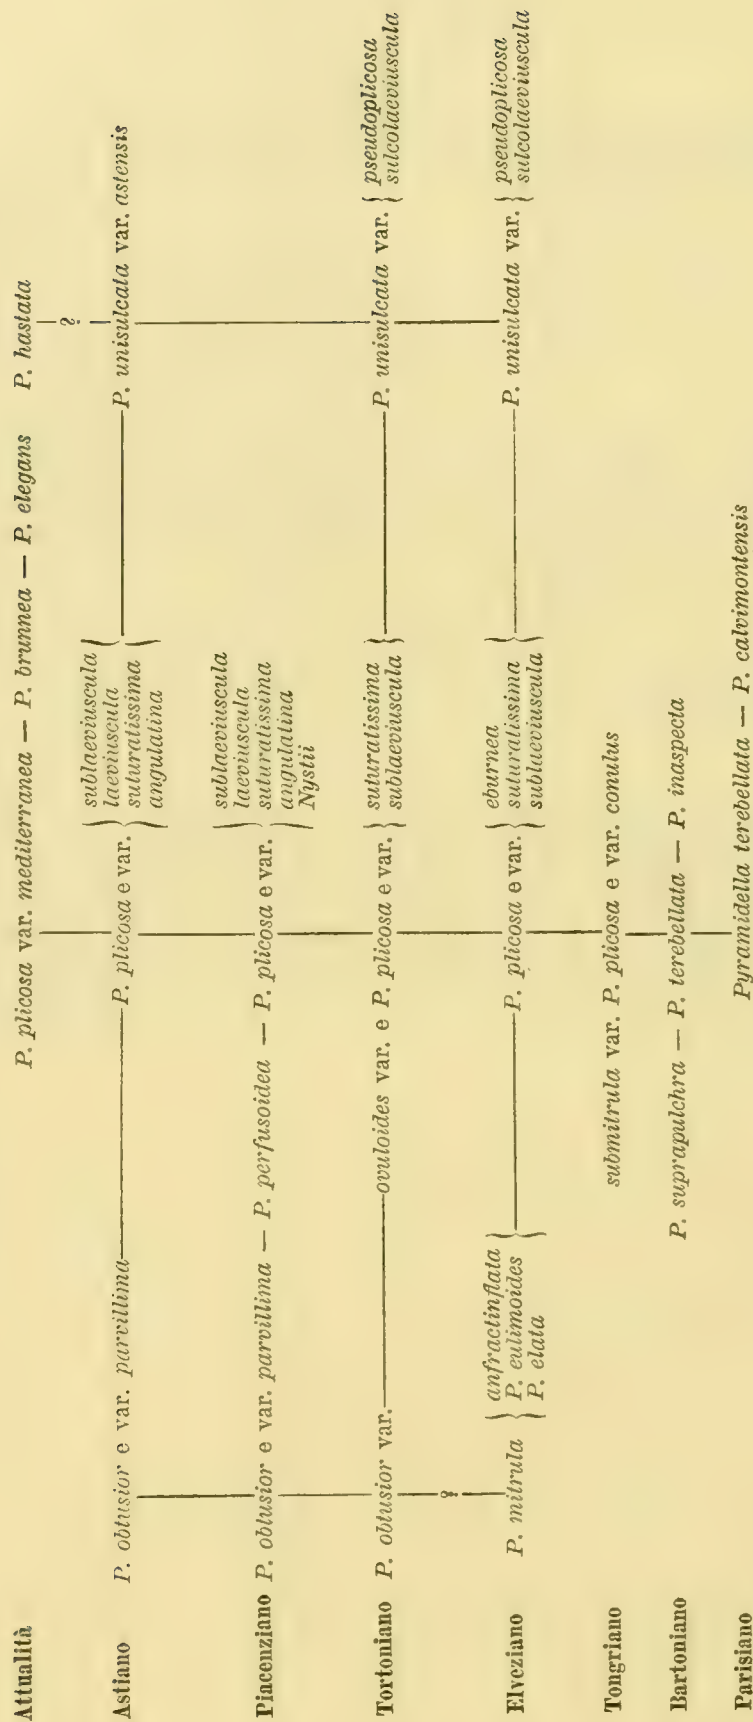 Attualità P. plicosa var. mediterranea — P. brunnea — P. elegans P. hastata
?
Astiano P. obtusior e var. parvillima — P. plicosa e var. { sublaeviuscula
laeviuscula
suturatissima
angulatina } — P. unisulcata var. astensis
Piacenziano P. obtusior e var. parvillima — P. perfusoidea — P. plicosa e var. { sublaeviuscula
laeviuscula
suturatissima
angulatina
Nystii
Tortoniano P. obtusior var. — ovuloides var. e P. plicosa e var. { suturatissima
sublaeviuscula } — P. unisulcata var. { pseudoplicosa
sulcolaeviuscula
?
Elveziano P. mitrula { anfractinflata
P. eulimoides
P. elata } — P. plicosa e var. { eburnea
suturatissima
sublaeviuscula } — P. unisulcata var. { pseudoplicosa
sulcolaeviuscula
Tongriano submitrula var. P. plicosa e var. conulus
Bartoniano P. suprapulchra — P. terebellata — P. inaspecta
Parisiano Pyramidella terebellata — P. calvimontensis